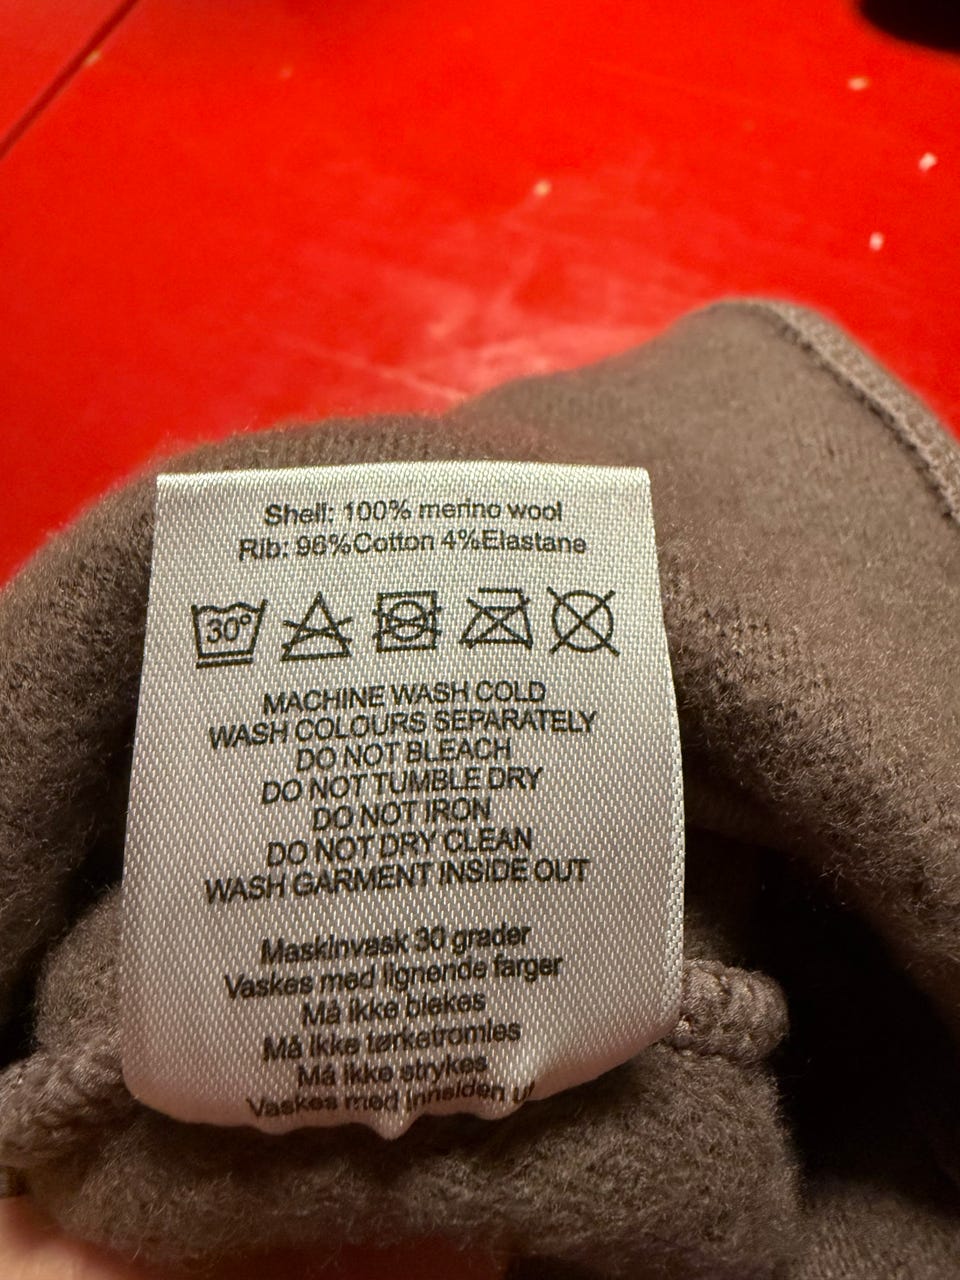 Shell: 100% merino wool
Rib: 96%Cotton 4%Elastane
30°
MACHINE WASH COLD
WASH COLOURS SEPARATELY
DO NOT BLEACH
DO NOT TUMBLE DRY
DO NOT IRON
DO NOT DRY CLEAN
WASH GARMENT INSIDE OUT
Maskinvask 30 grader
Vaskes med lignende farger
Må ikke blekes
Må ikke tørketromles
Må ikke strykes
Vaskes med innsiden ut